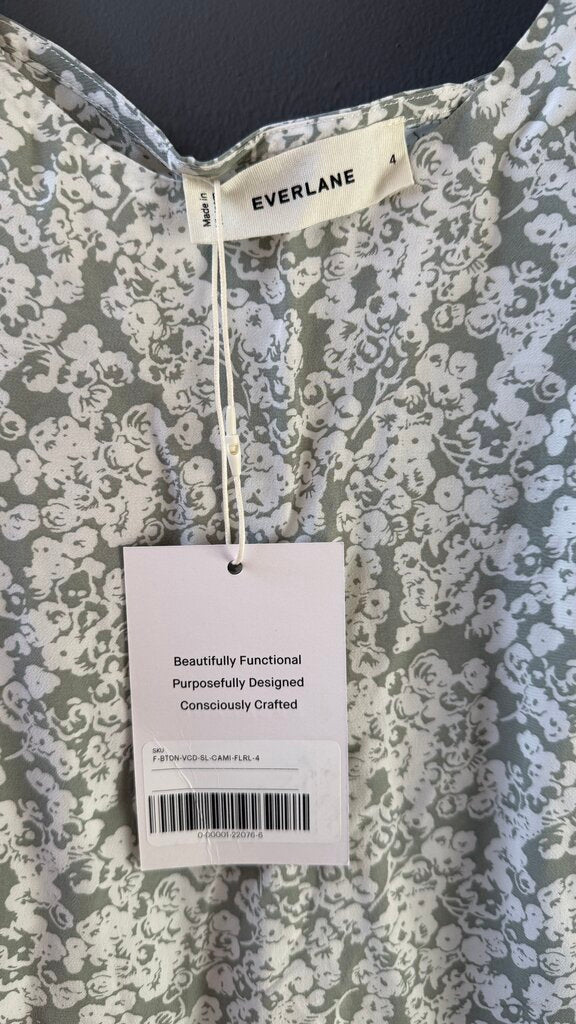 EVERLANE
4
Made in
Beautifully Functional
Purposefully Designed
Consciously Crafted
SKU
F-BTDN-VCD-SL-CAMI-FLRL-4
0-00001-22076-6